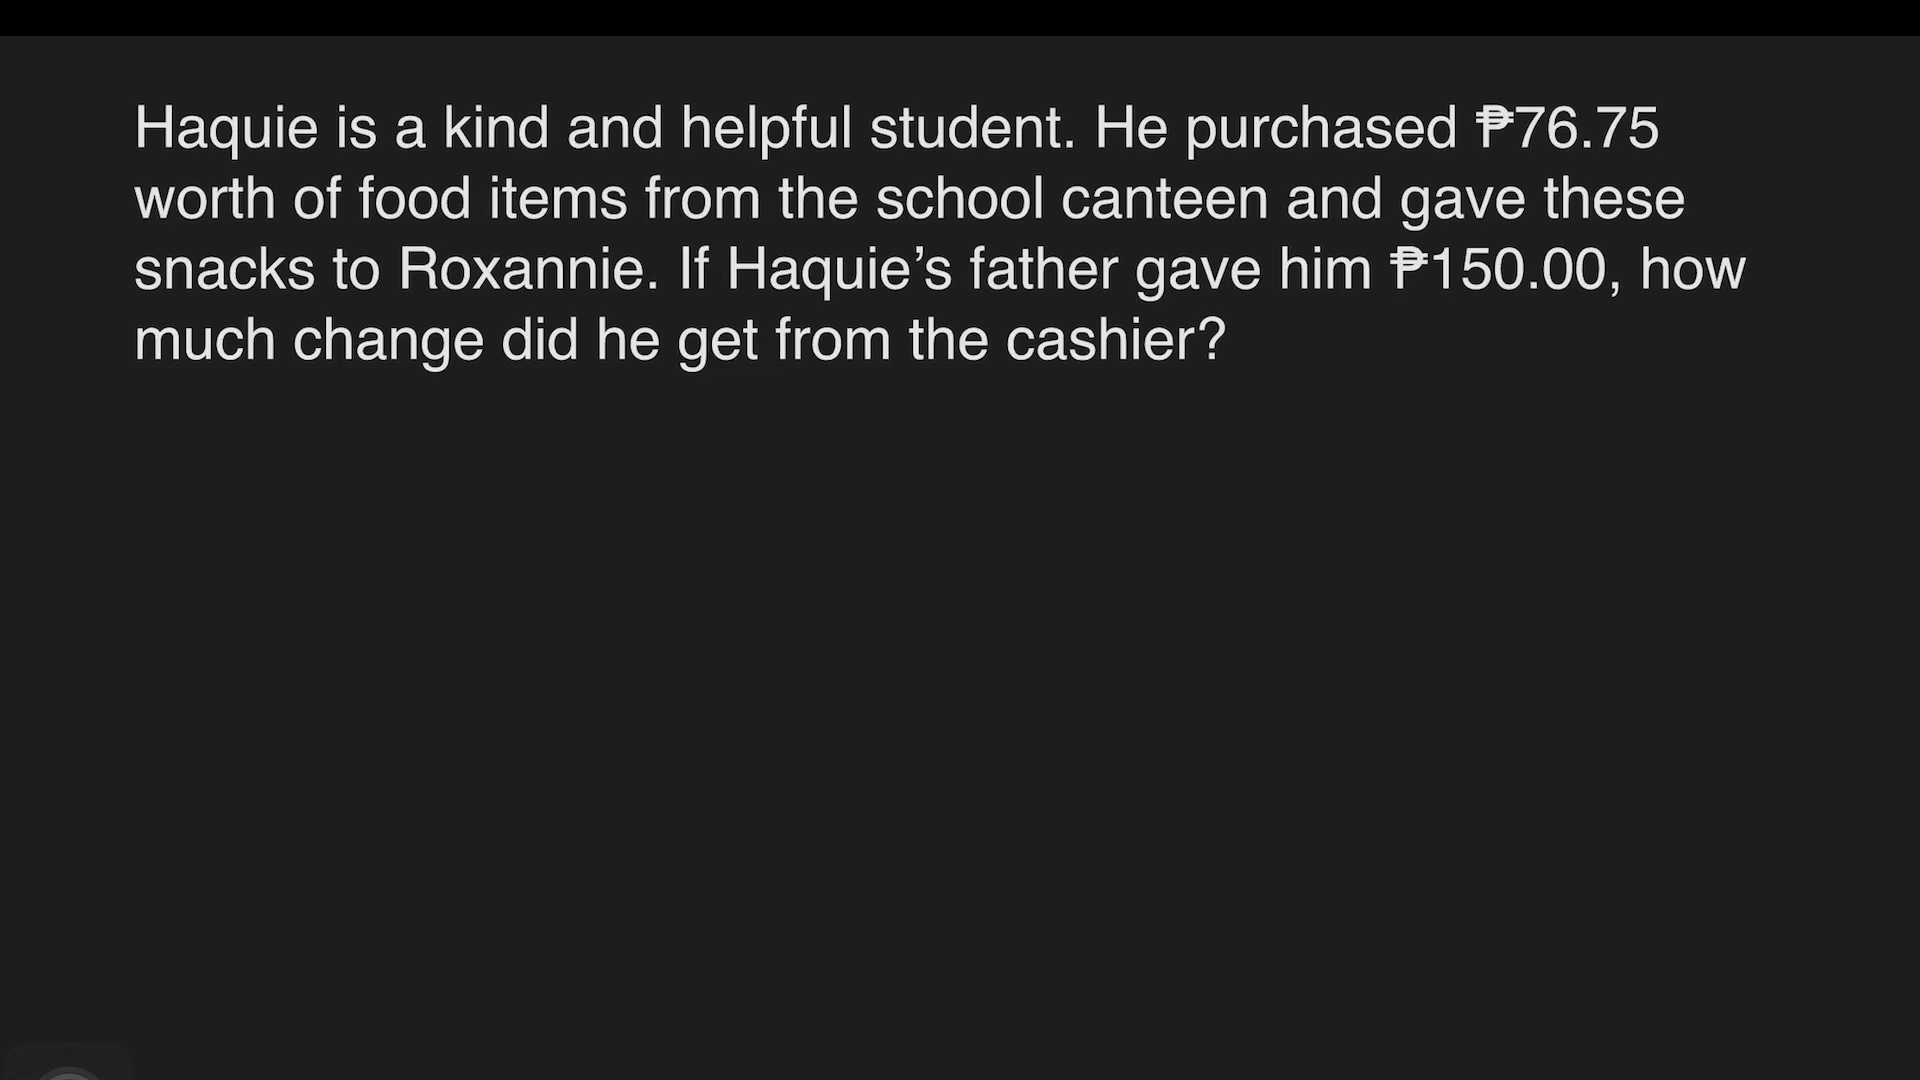 Haquie is a kind and helpful student. He purchased ₱76.75
worth of food items from the school canteen and gave these
snacks to Roxannie. If Haquie’s father gave him ₱150.00, how
much change did he get from the cashier?